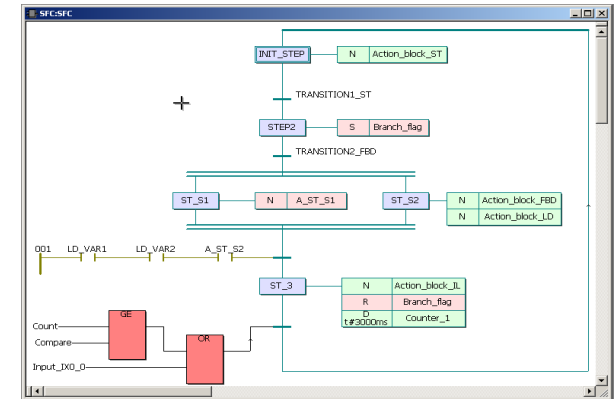 SFC:SFC
INIT_STEP N Action_block_ST
TRANSITION1_ST
STEP2 S Branch_flag
TRANSITION2_FBD
ST_S1 N A_ST_S1 ST_S2 N Action_block_FBD
N Action_block_LD
001 LD_VAR1 LD_VAR2 A_ST_S2
ST_3 N Action_block_IL
R Branch_flag
D t#3000ms Counter_1
GE
Count
OR
Compare
Input_IX0_0